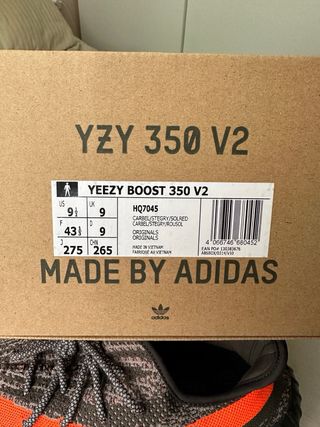 YZY 350 V2
YEEZY BOOST 350 V2
US 9½ UK 9
F 43⅓ D 9
J 275 CHN 265
HQ7045
CARBEL/STEGRY/SOLRED
CARBEL/STEGRY/ROUSOL
ORIGINALS
ORIGINALS
MADE IN VIETNAM
FABRIQUÉ AU VIETNAM
4 066746 680452
MADE BY ADIDAS
adidas